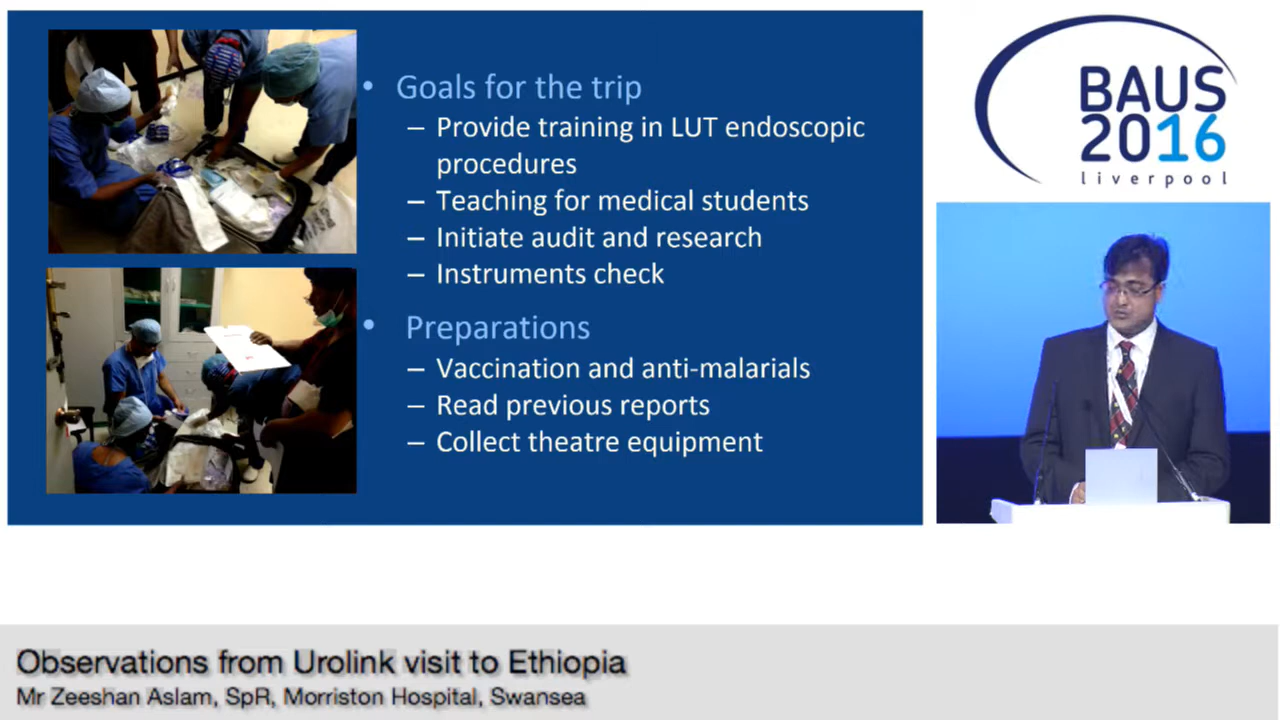 • Goals for the trip
– Provide training in LUT endoscopic
procedures
– Teaching for medical students
– Initiate audit and research
– Instruments check
• Preparations
– Vaccination and anti-malarials
– Read previous reports
– Collect theatre equipment
BAUS
2016
liverpool
Observations from Urolink visit to Ethiopia
Mr Zeeshan Aslam, SpR, Morriston Hospital, Swansea